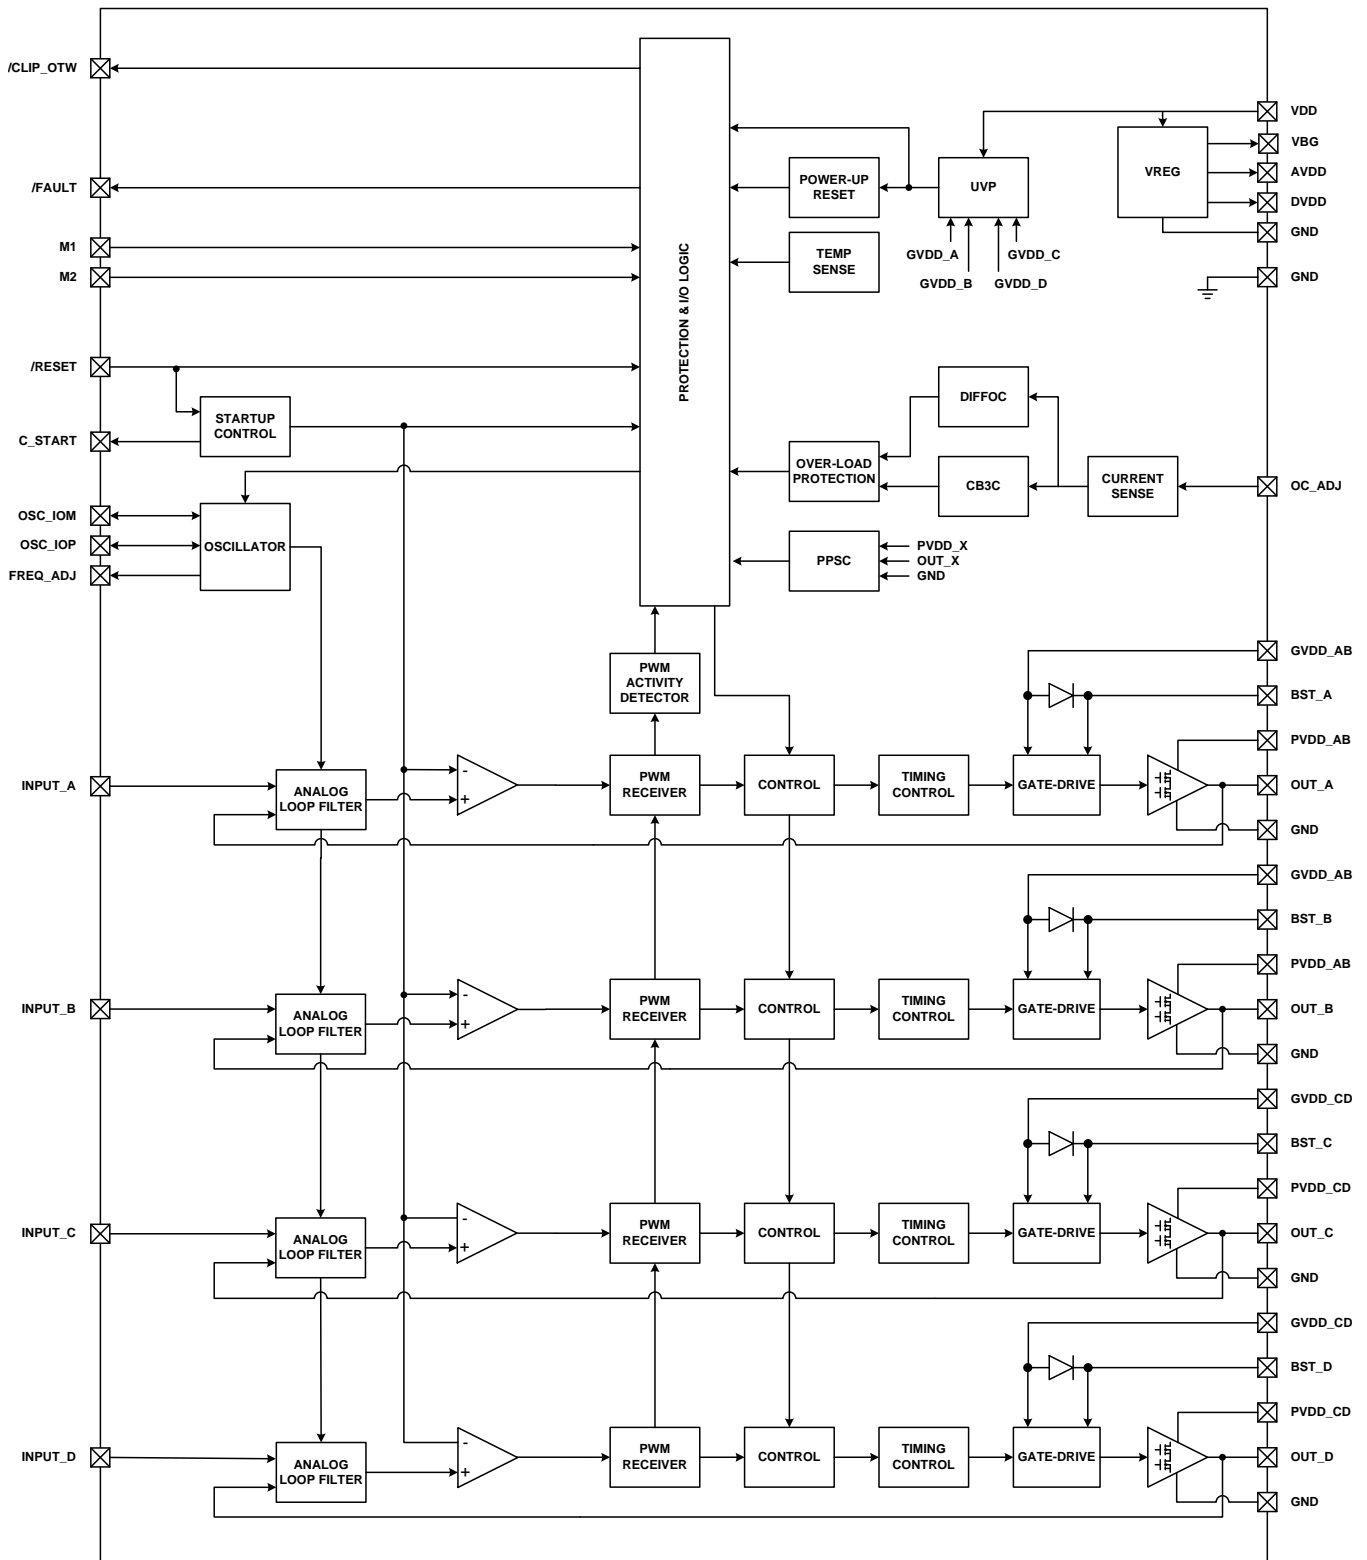 /CLIP_OTW
VDD
VBG
/FAULT
POWER-UP
RESET
UVP
VREG
AVDD
DVDD
M1
GND
M2
TEMP
SENSE
GVDD_A
GVDD_C
GVDD_B
GVDD_D
GND
PROTECTION & I/O LOGIC
/RESET
STARTUP
CONTROL
C_START
DIFFOC
OVER-LOAD
PROTECTION
CB3C
CURRENT
SENSE
OC_ADJ
OSC_IOM
OSC_IOP
FREQ_ADJ
OSCILLATOR
PPSC
PVDD_X
OUT_X
GND
PWM
ACTIVITY
DETECTOR
GVDD_AB
BST_A
PVDD_AB
INPUT_A
ANALOG
LOOP FILTER
-
+
PWM
RECEIVER
CONTROL
TIMING
CONTROL
GATE-DRIVE
OUT_A
GND
GVDD_AB
BST_B
PVDD_AB
INPUT_B
ANALOG
LOOP FILTER
-
+
PWM
RECEIVER
CONTROL
TIMING
CONTROL
GATE-DRIVE
OUT_B
GND
GVDD_CD
BST_C
PVDD_CD
INPUT_C
ANALOG
LOOP FILTER
-
+
PWM
RECEIVER
CONTROL
TIMING
CONTROL
GATE-DRIVE
OUT_C
GND
GVDD_CD
BST_D
PVDD_CD
INPUT_D
ANALOG
LOOP FILTER
-
+
PWM
RECEIVER
CONTROL
TIMING
CONTROL
GATE-DRIVE
OUT_D
GND